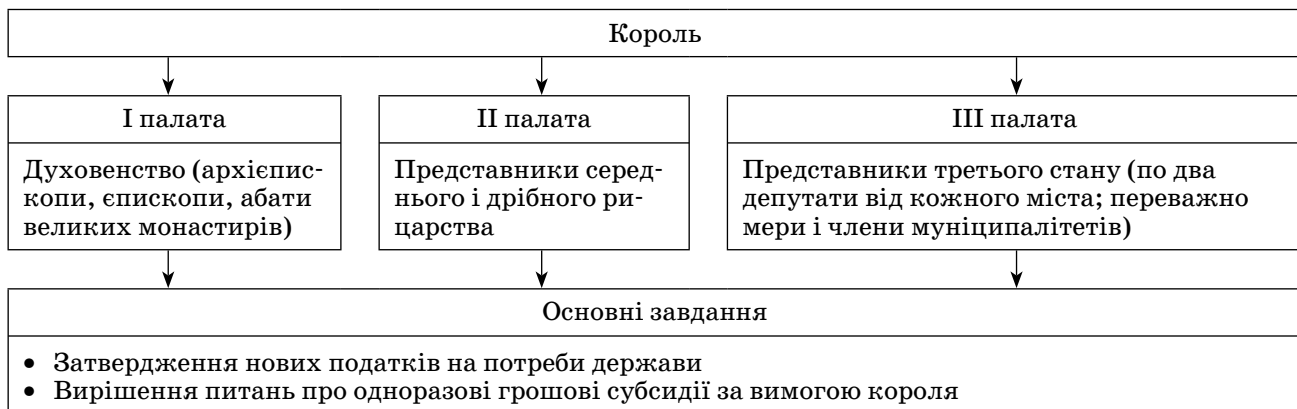 Король
I палата
Духовенство (архієпис-
копи, єпископи, абати
великих монастирів)
II палата
Представники серед-
нього і дрібного ри-
царства
III палата
Представники третього стану (по два
депутати від кожного міста; переважно
мери і члени муніципалітетів)
Основні завдання
• Затвердження нових податків на потреби держави
• Вирішення питань про одноразові грошові субсидії за вимогою короля